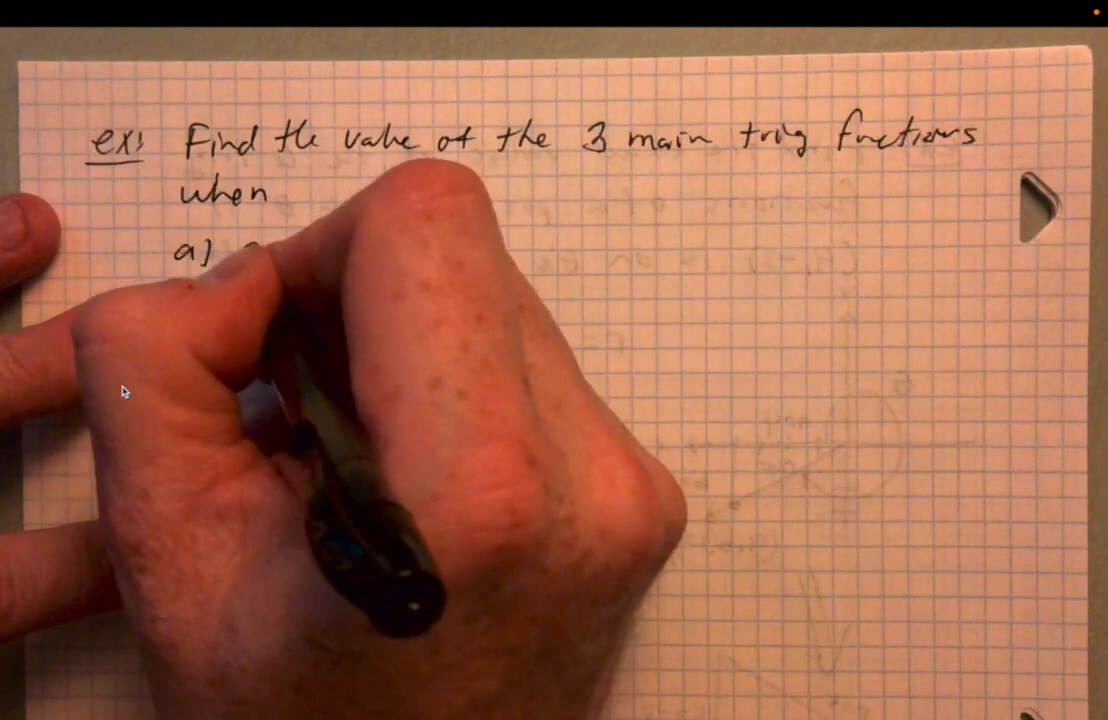 ex: Find the value of the 3 main trig functions
when
a)